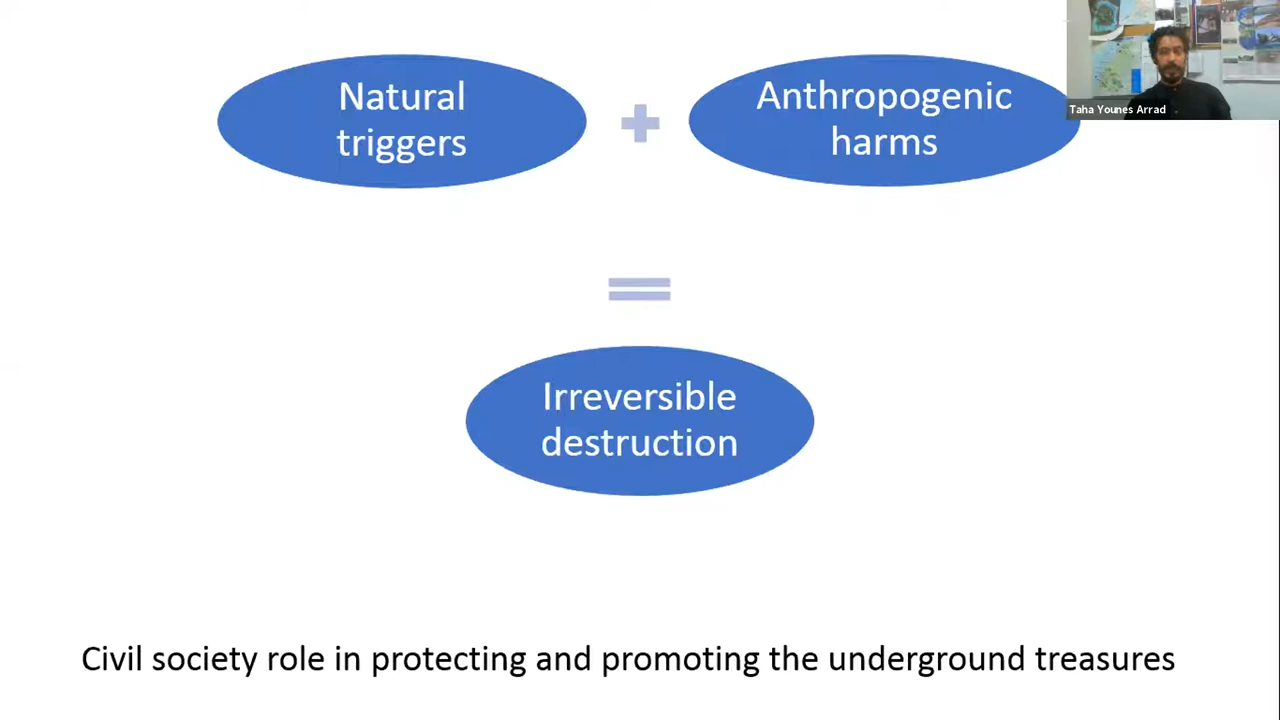 Natural
triggers
+
Anthropogenic
harms
Taha Younes Arrad
=
Irreversible
destruction
Civil society role in protecting and promoting the underground treasures